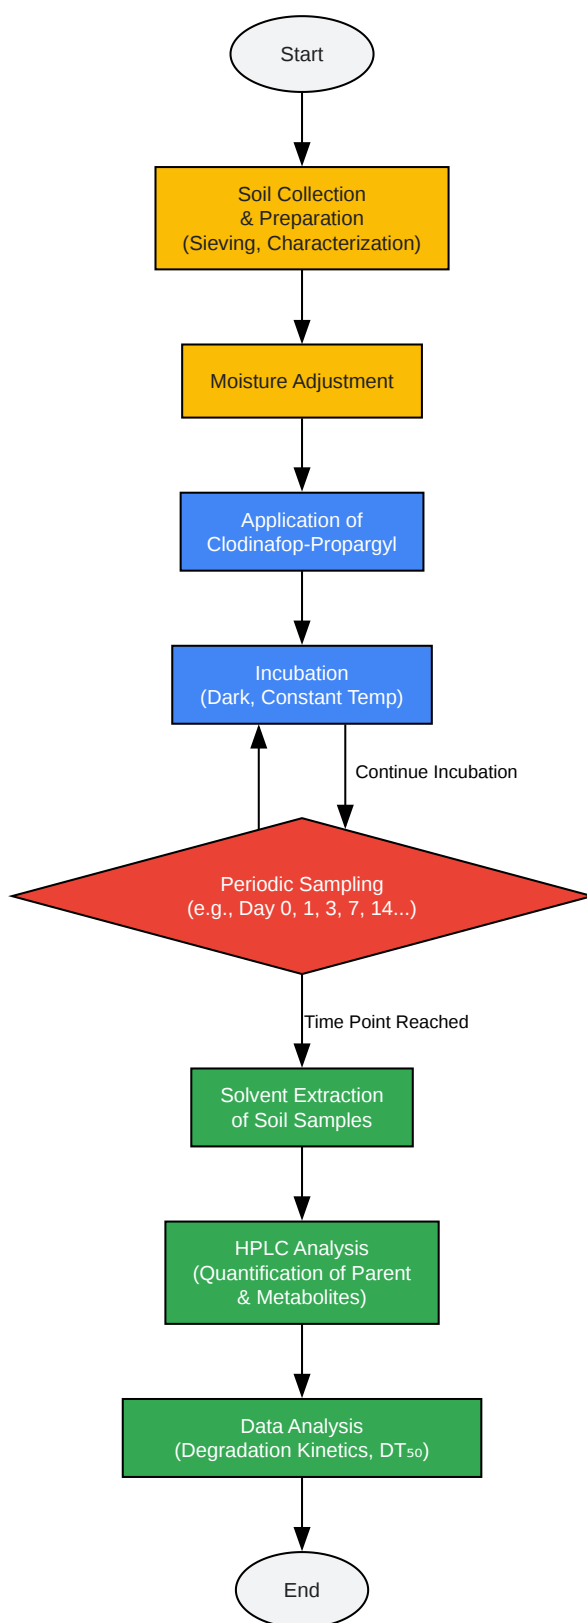 Start
Soil Collection
& Preparation
(Sieving, Characterization)
Moisture Adjustment
Application of
Clodinafop-Propargyl
Incubation
(Dark, Constant Temp)
Continue Incubation
Periodic Sampling
(e.g., Day 0, 1, 3, 7, 14...)
Time Point Reached
Solvent Extraction
of Soil Samples
HPLC Analysis
(Quantification of Parent
& Metabolites)
Data Analysis
(Degradation Kinetics, DT₅₀)
End